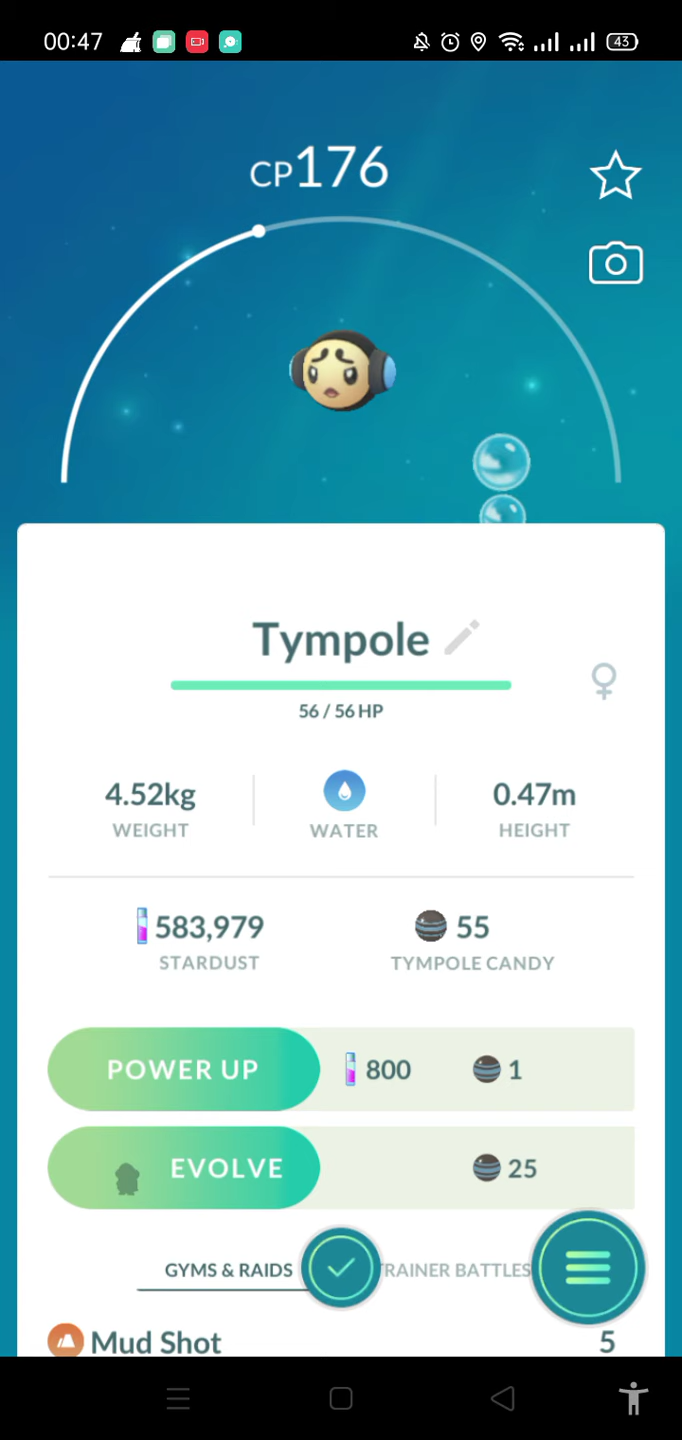 00:47
43
CP176
Tympole
56 / 56 HP
4.52kg
WEIGHT
WATER
0.47m
HEIGHT
583,979
STARDUST
55
TYMPOLE CANDY
POWER UP
800
1
EVOLVE
25
GYMS & RAIDS
TRAINER BATTLES
Mud Shot
5